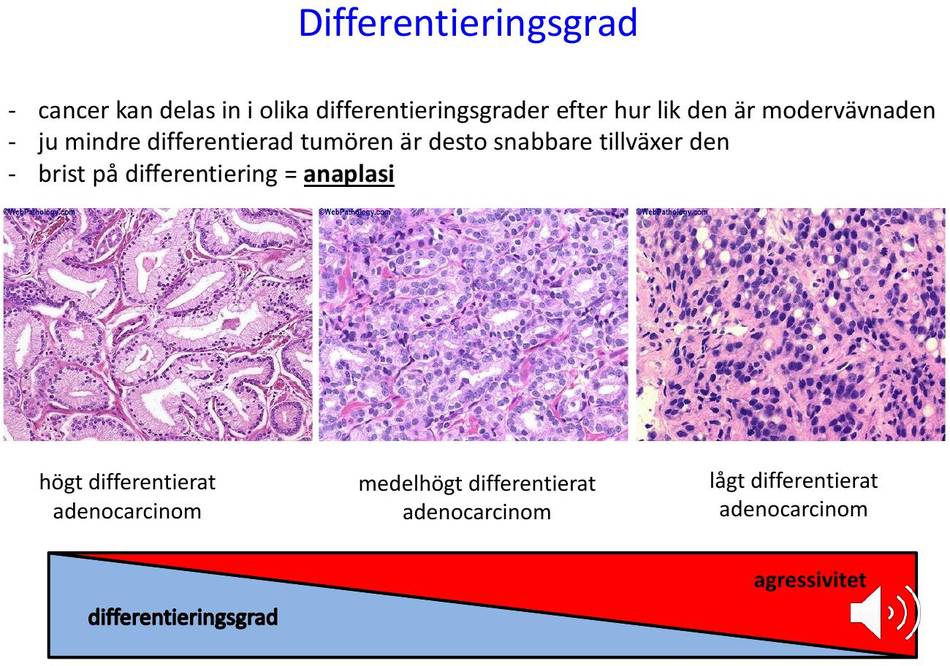 Differentieringsgrad
- cancer kan delas in i olika differentieringsgrader efter hur lik den är modervävnaden
- ju mindre differentierad tumören är desto snabbare tillväxer den
- brist på differentiering = anaplasi
©WebPathology.com
©WebPathology.com
©WebPathology.com
högt differentierat
adenocarcinom
medelhögt differentierat
adenocarcinom
lågt differentierat
adenocarcinom
agressivitet
differentieringsgrad